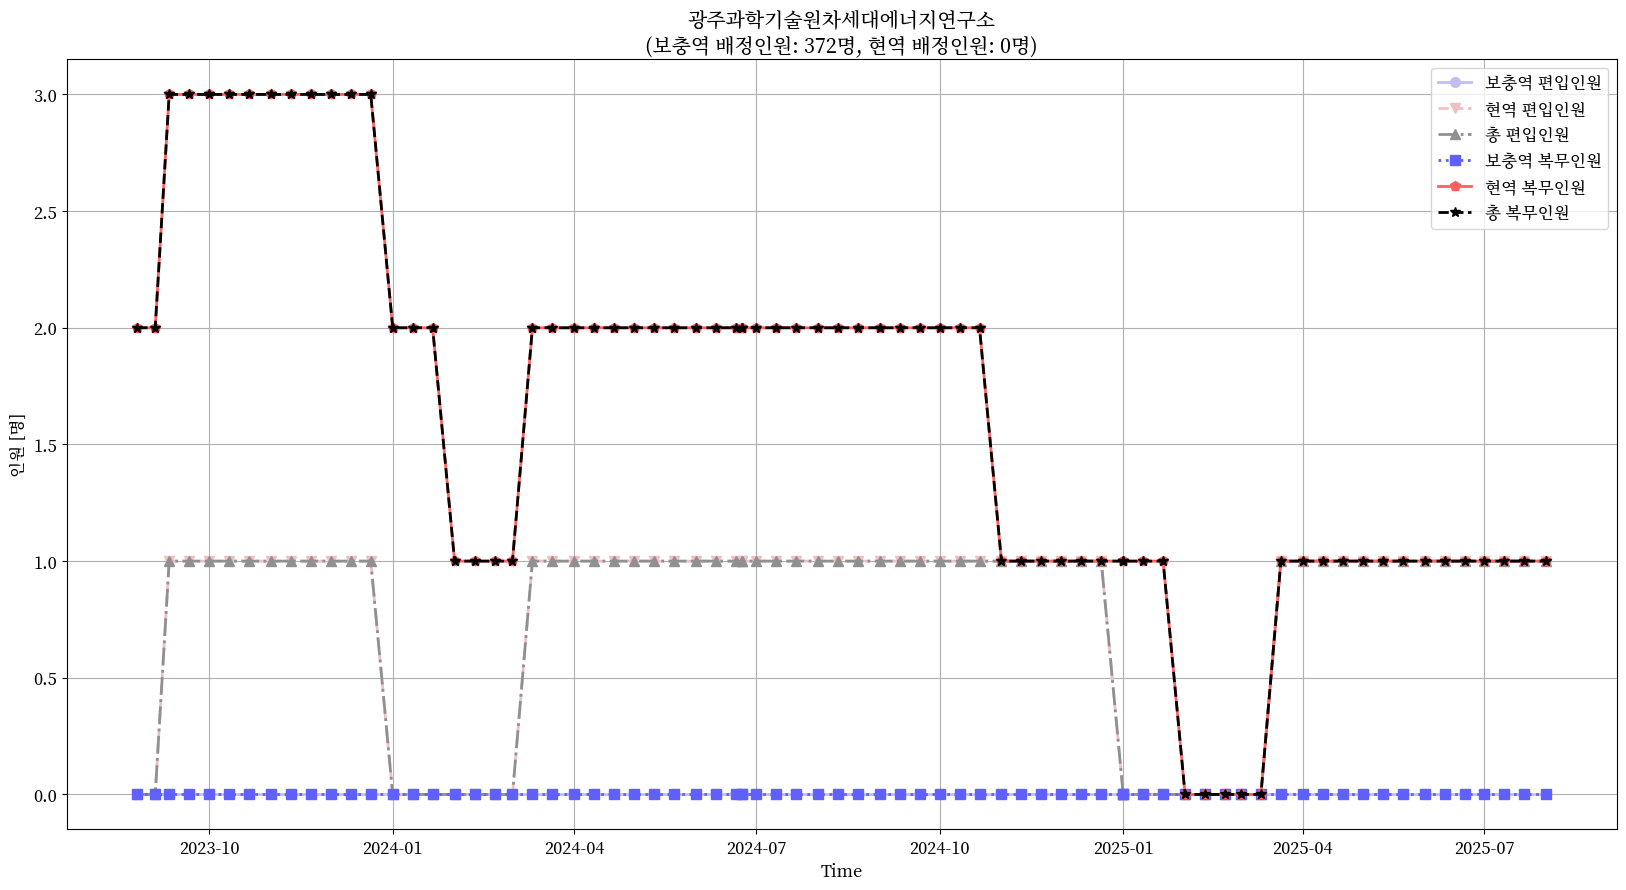 광주과학기술원차세대에너지연구소
(보충역 배정인원: 372명, 현역 배정인원: 0명)
보충역 편입인원
현역 편입인원
총 편입인원
보충역 복무인원
현역 복무인원
총 복무인원
인원 [명]
3.0
2.5
2.0
1.5
1.0
0.5
0.0
2023-10
2024-01
2024-04
2024-07
2024-10
2025-01
2025-04
2025-07
Time